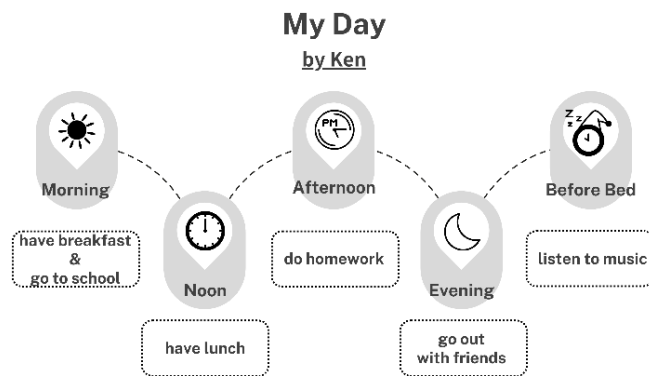 My Day
by Ken
PM
Z
Z
Z
Morning
Afternoon
Before Bed
have breakfast
&
go to school
do homework
listen to music
Noon
Evening
have lunch
go out
with friends